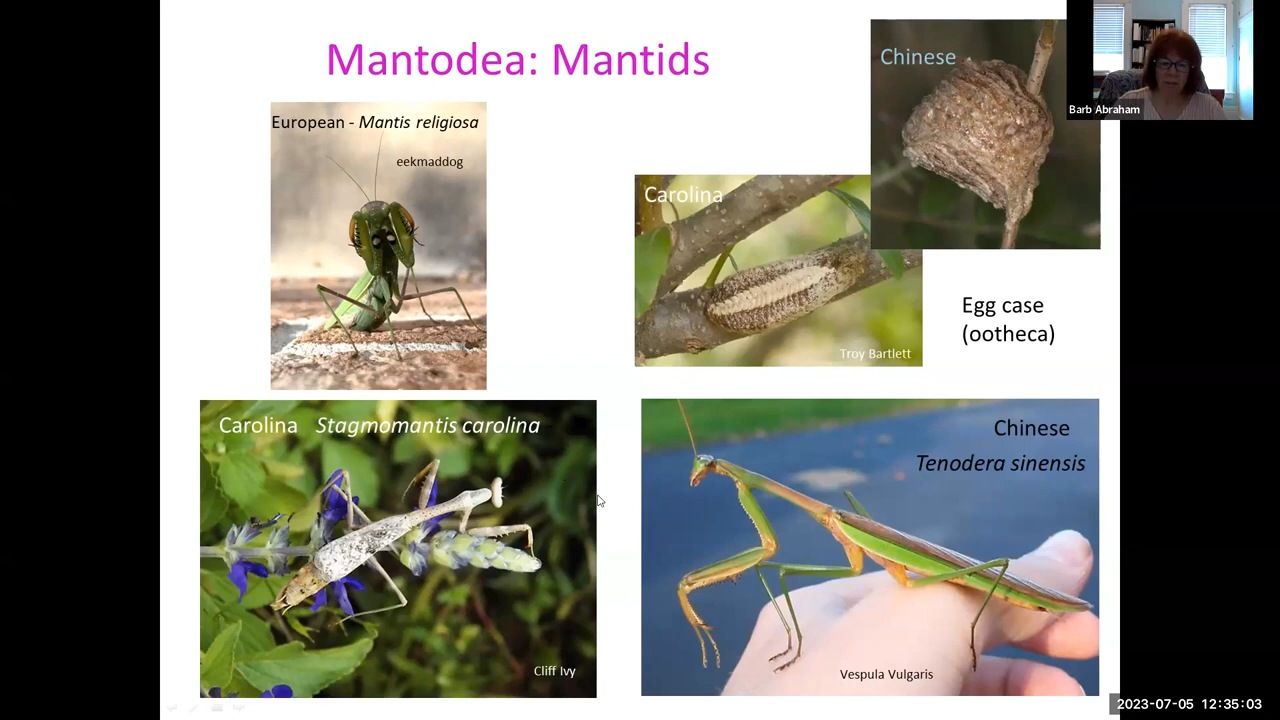 Mantodea: Mantids
Chinese
Barb Abraham
European - Mantis religiosa
eekmaddog
Carolina
Troy Bartlett
Egg case
(ootheca)
Carolina Stagmomantis carolina
Cliff Ivy
Chinese
Tenodera sinensis
Vespula Vulgaris
2023-07-05 12:35:03